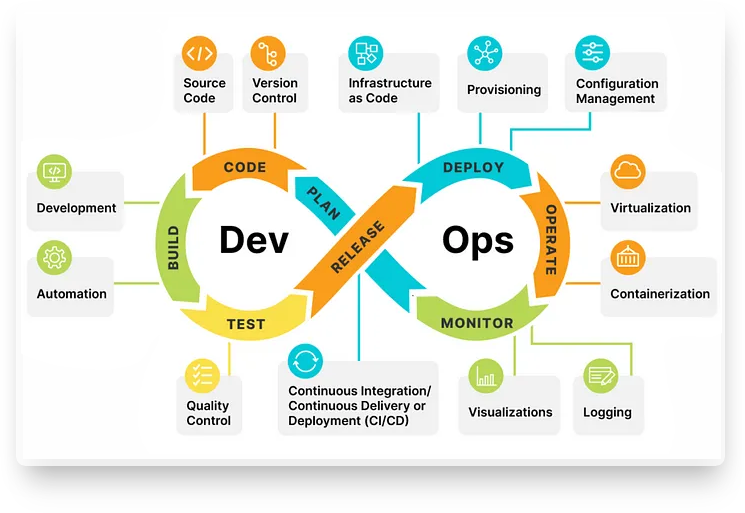 Source
Code
Version
Control
Infrastructure
as Code
Provisioning
Configuration
Management
CODE
DEPLOY
PLAN
Development
Virtualization
BUILD
Dev
RELEASE
Ops
OPERATE
Automation
Containerization
TEST
MONITOR
Quality
Control
Continuous Integration/
Continuous Delivery or
Deployment (CI/CD)
Visualizations
Logging